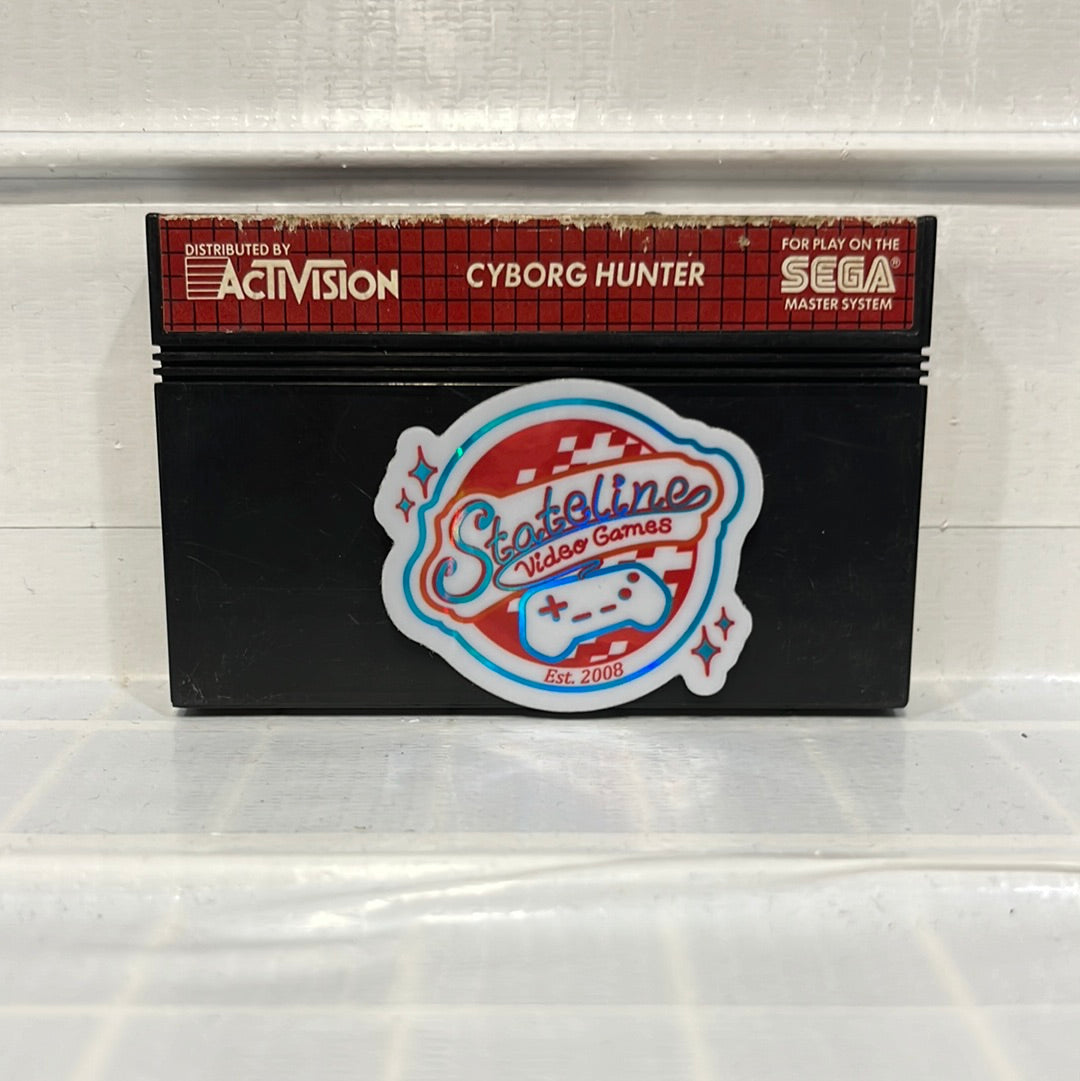 DISTRIBUTED BY
ACTIVISION
CYBORG HUNTER
FOR PLAY ON THE
SEGA®
MASTER SYSTEM
Stateline
Video Games
Est. 2008